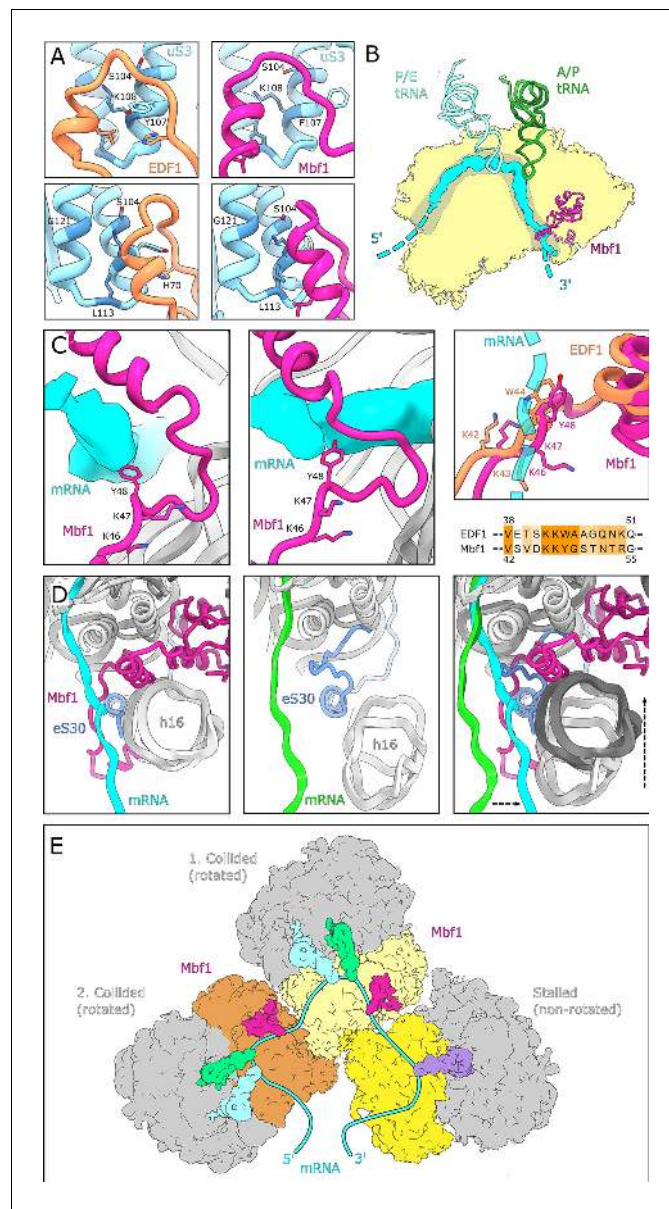 A
uS3
S104
K108
Y107
EDF1
uS3
S104
K108
F107
Mbf1
G121
S104
H70
L113
G121
S104
L113
B
P/E
tRNA
A/P
tRNA
5'
Mbf1
3'
C
mRNA
Y48
K47
Mbf1
K46
mRNA
Y48
K47
Mbf1
K46
mRNA
EDF1
W44
K42
Y48
K47
K43
K46
Mbf1
38 51
EDF1 --VETSKKWAAGQNKQ--
Mbf1 --VSVDKKYGSTNTRG--
42 55
D
Mbf1
eS30
h16
mRNA
eS30
h16
mRNA
E
1. Collided
(rotated)
Mbf1
Mbf1
2. Collided
(rotated)
Stalled
(non-rotated)
5'
mRNA
3'